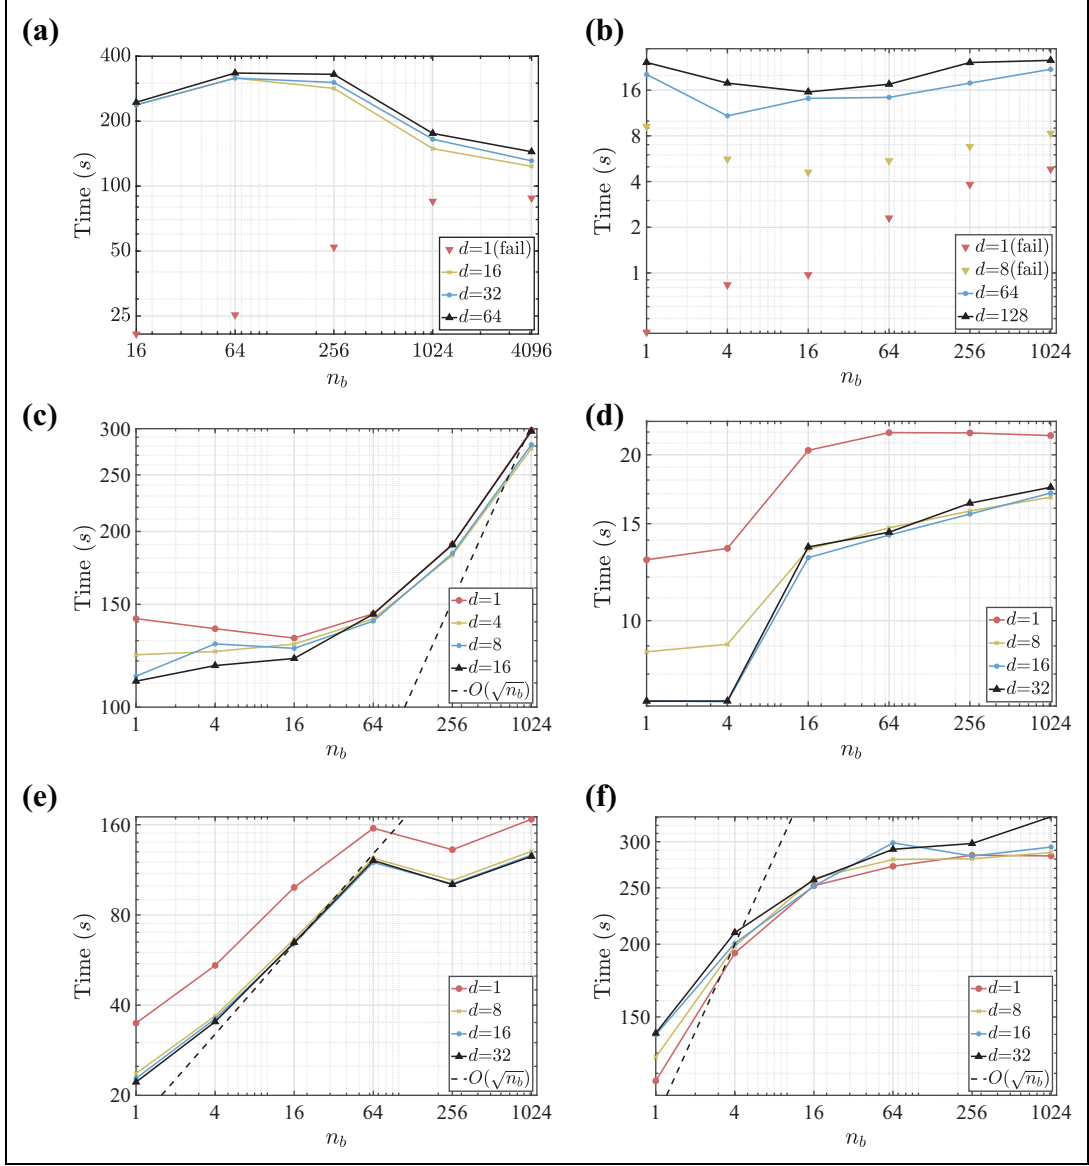 (a)
400
200
100
50
25
Time (s)
16 64 256 1024 4096
n_b
d=1(fail)
d=16
d=32
d=64
(b)
16
8
4
2
1
Time (s)
1 4 16 64 256 1024
n_b
d=1(fail)
d=8(fail)
d=64
d=128
(c)
300
250
200
150
100
Time (s)
1 4 16 64 256 1024
n_b
d=1
d=4
d=8
d=16
O(√n_b)
(d)
20
15
10
Time (s)
1 4 16 64 256 1024
n_b
d=1
d=8
d=16
d=32
(e)
160
80
40
20
Time (s)
1 4 16 64 256 1024
n_b
d=1
d=8
d=16
d=32
O(√n_b)
(f)
300
250
200
150
Time (s)
1 4 16 64 256 1024
n_b
d=1
d=8
d=16
d=32
O(√n_b)